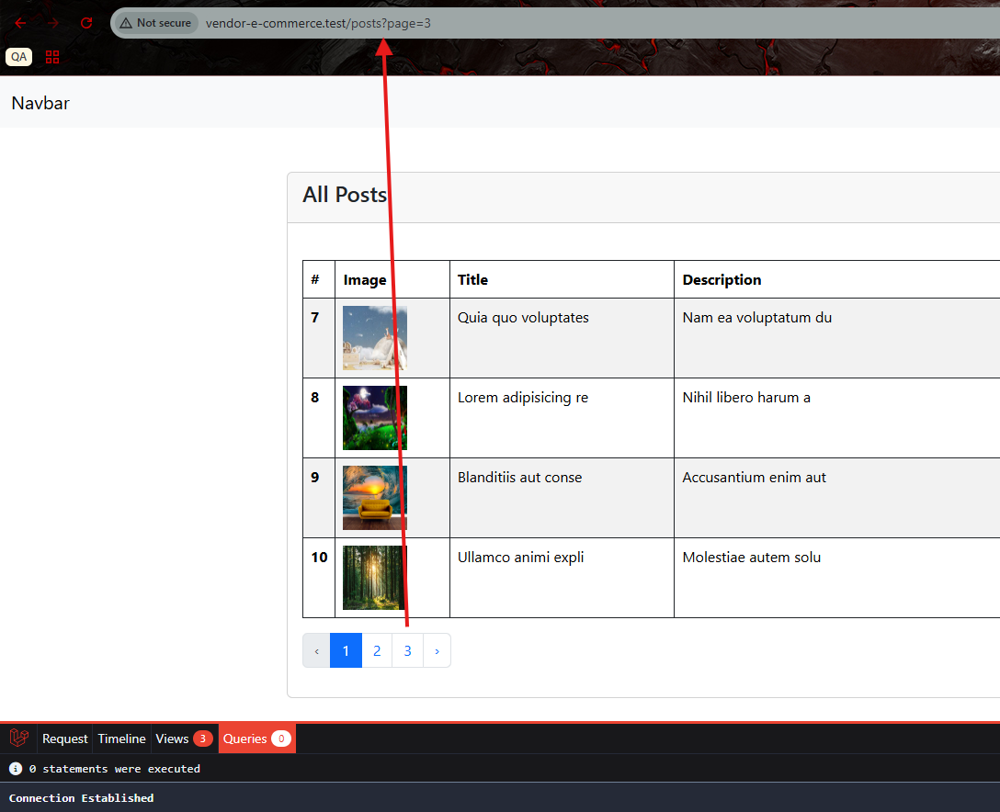 Not secure vendor-e-commerce.test/posts?page=3
QA
Navbar
All Posts
# Image Title Description
7 Quia quo voluptates Nam ea voluptatum du
8 Lorem adipisicing re Nihil libero harum a
9 Blanditiis aut conse Accusantium enim aut
10 Ullamco animi expli Molestiae autem solu
‹ 1 2 3 ›
Request Timeline Views 3 Queries 0
0 statements were executed
Connection Established